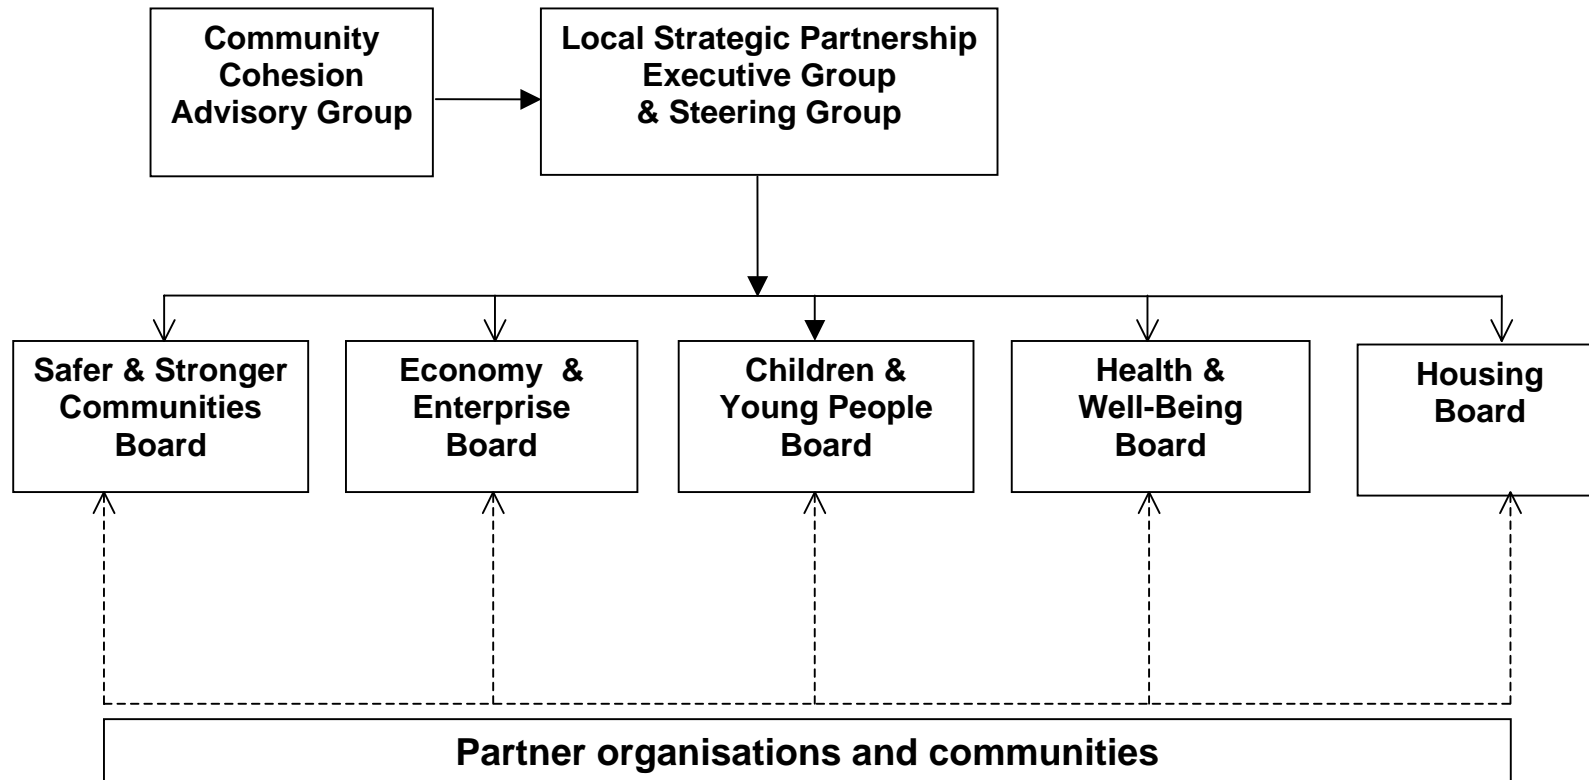 Community
Cohesion
Advisory Group
Local Strategic Partnership
Executive Group
& Steering Group
Safer & Stronger
Communities
Board
Economy  &
Enterprise
Board
Children &
Young People
Board
Health &
Well-Being
Board
Housing
Board
Partner organisations and communities